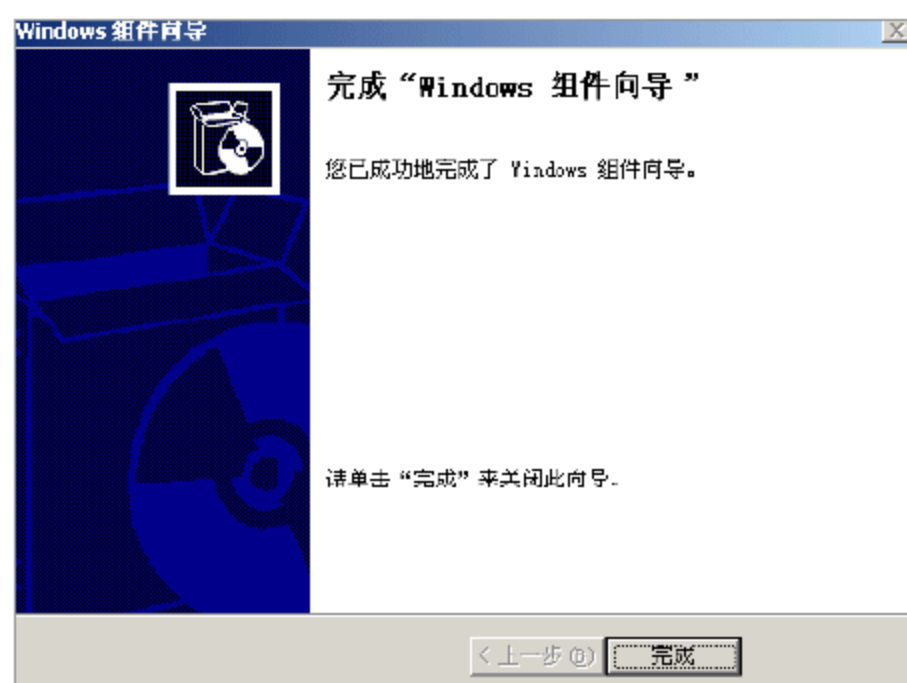 Windows 组件向导
完成“Windows 组件向导”
您已成功地完成了 Windows 组件向导。
请单击“完成”来关闭此向导。
< 上一步(B)
完成